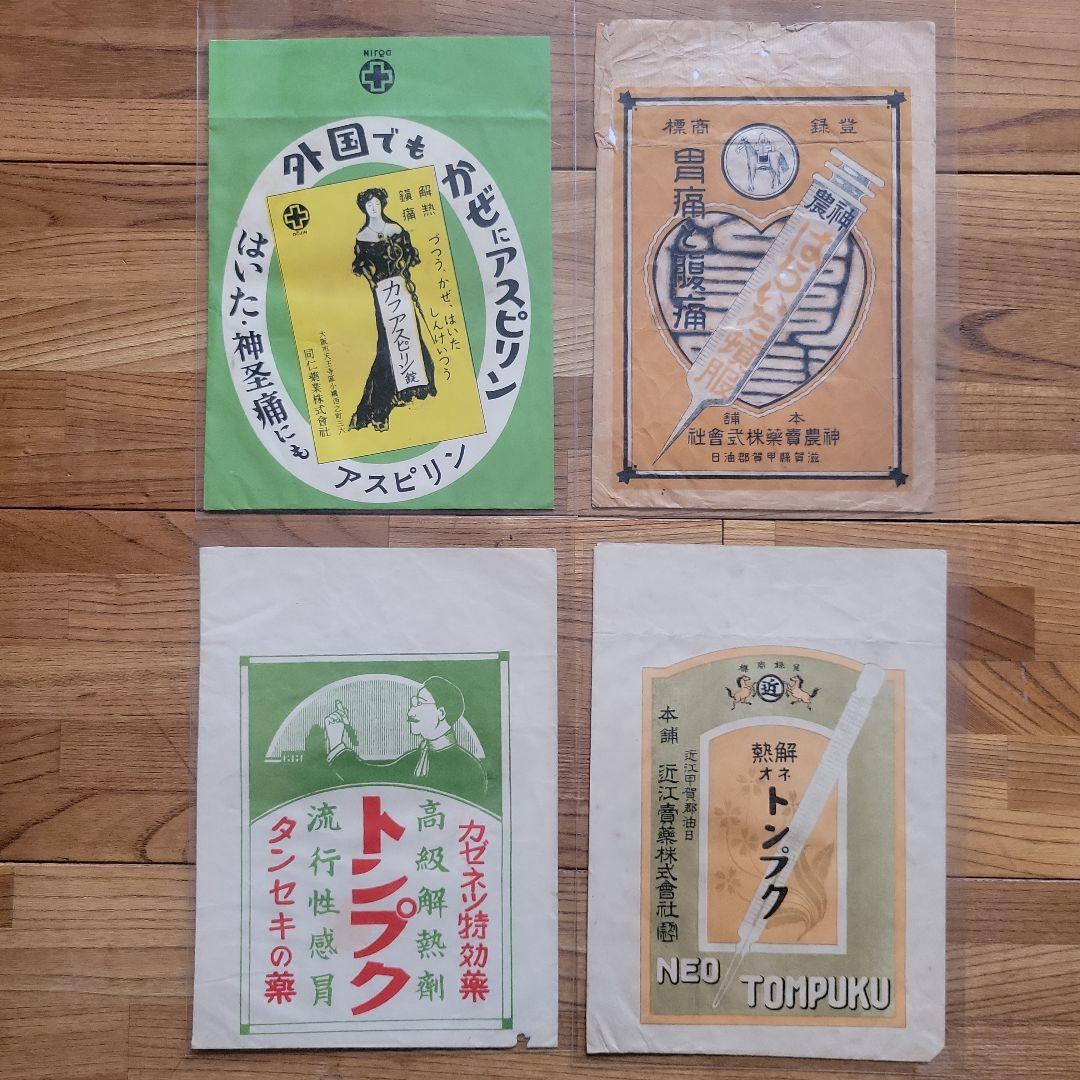 NIROD
外国でも
かぜにアスピリン
はいた・神圣痛にも
アスピリン
解熱
鎮痛
づつう、かぜ、はいた
しんけいつう
カフアスピリン錠
同仁薬業株式會社
標商 録登
胃痛と腹痛
農神
はらいた頓服
舗本
社會式株藥賣農神
日油郡賀甲縣賀滋
カゼネツ特効薬
高級解熱劑
トンプク
流行性感冒
タンセキの薬
標商録登
近
熱解
オネ
トンプク
近江甲賀郡油日
本舗 近江賣藥株式會社
NEO
TOMPUKU